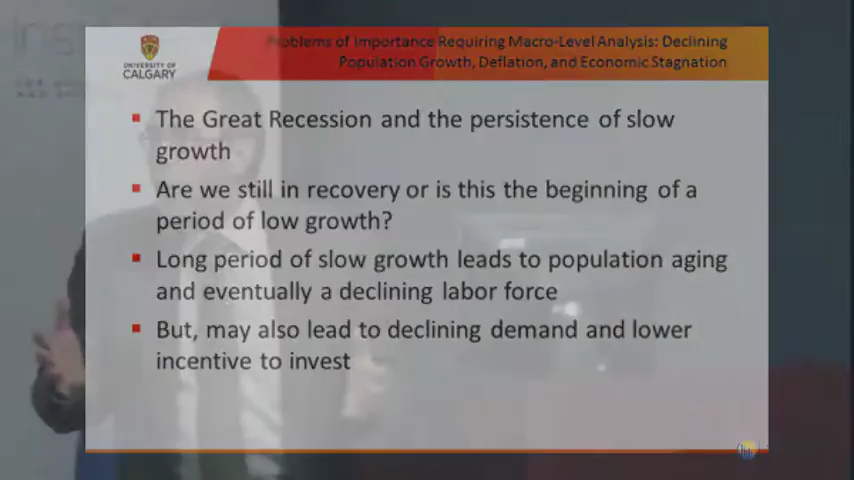 UNIVERSITY OF
CALGARY
Problems of Importance Requiring Macro-Level Analysis: Declining
Population Growth, Deflation, and Economic Stagnation
The Great Recession and the persistence of slow
growth
Are we still in recovery or is this the beginning of a
period of low growth?
Long period of slow growth leads to population aging
and eventually a declining labor force
But, may also lead to declining demand and lower
incentive to invest